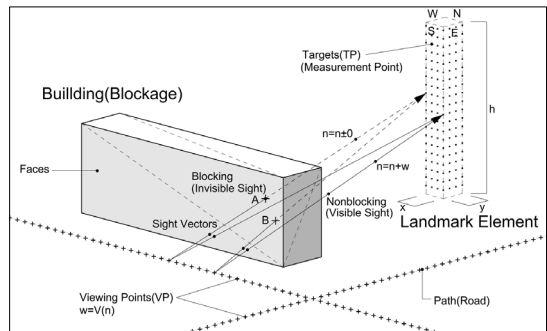 W N
S E
Targets(TP)
(Measurement Point)
h
Buillding(Blockage)
n=n±0
Faces
Blocking
(Invisible Sight)
A
n=n+w
B
Nonblocking
(Visible Sight)
Sight Vectors
x
y
Landmark Element
Viewing Points(VP)
w=V(n)
Path(Road)